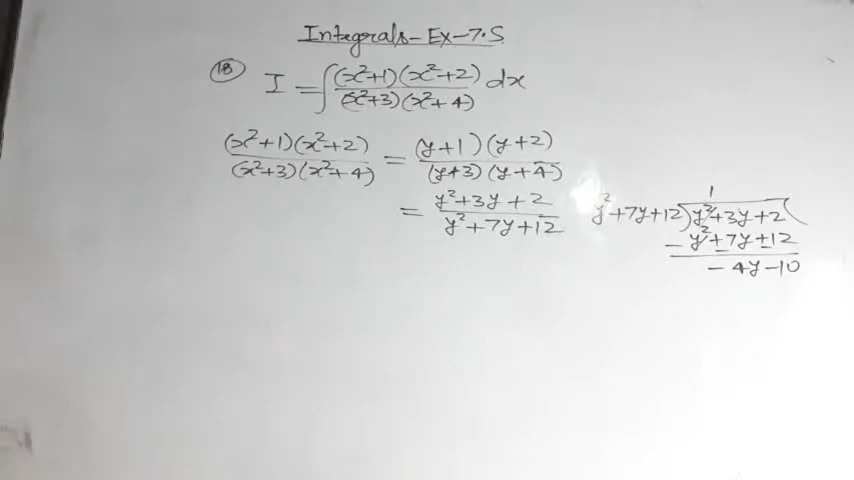 Integrals-Ex-7.5
18 I = ∫ (x²+1)(x²+2) dx
(x²+3)(x²+4)
(x²+1)(x²+2) = (y+1)(y+2)
(x²+3)(x²+4) (y+3)(y+4)
= y²+3y+2
y²+7y+12
1
y²+7y+12)y²+3y+2(
- y²+7y+12
- 4y-10